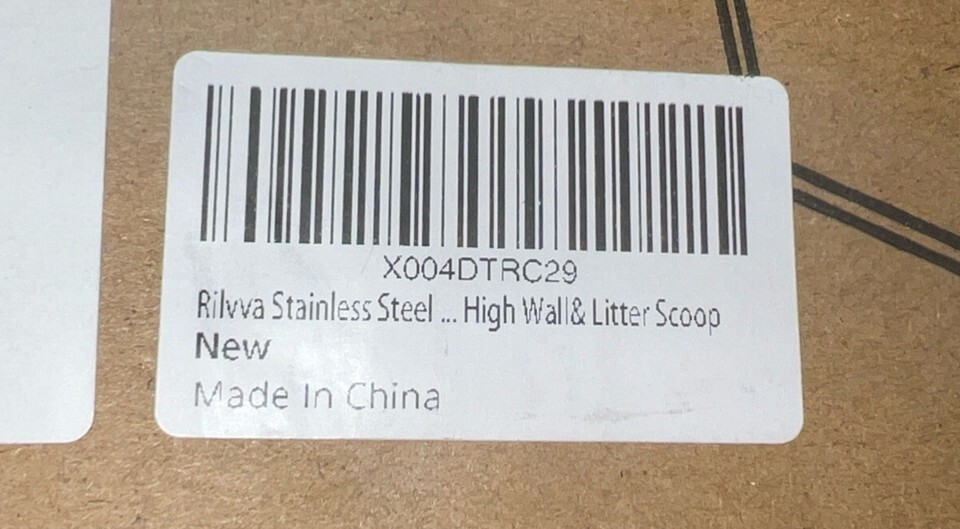 X004DTRC29
Rilvva Stainless Steel ... High Wall& Litter Scoop
New
Made In China